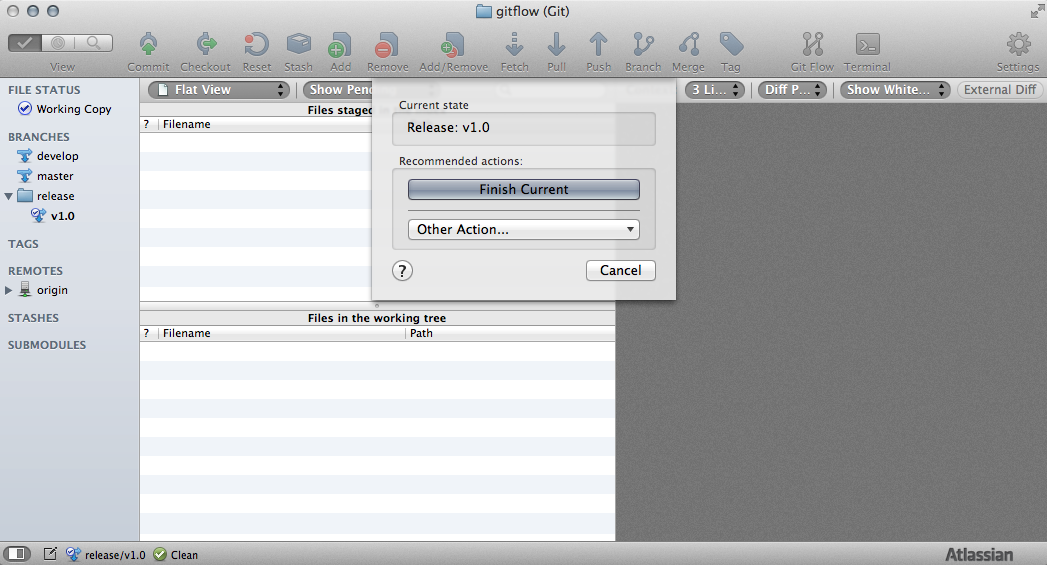 gitflow (Git)
View
Commit
Checkout
Reset
Stash
Add
Remove
Add/Remove
Fetch
Pull
Push
Branch
Merge
Tag
Git Flow
Terminal
Settings
FILE STATUS
Working Copy
BRANCHES
develop
master
release
v1.0
TAGS
REMOTES
origin
STASHES
SUBMODULES
Flat View
Show Pen
3 Li...
Diff P...
Show White...
External Diff
Files staged
? Filename
Current state
Release: v1.0
Recommended actions:
Finish Current
Other Action...
?
Cancel
Files in the working tree
? Filename Path
release/v1.0 Clean
Atlassian